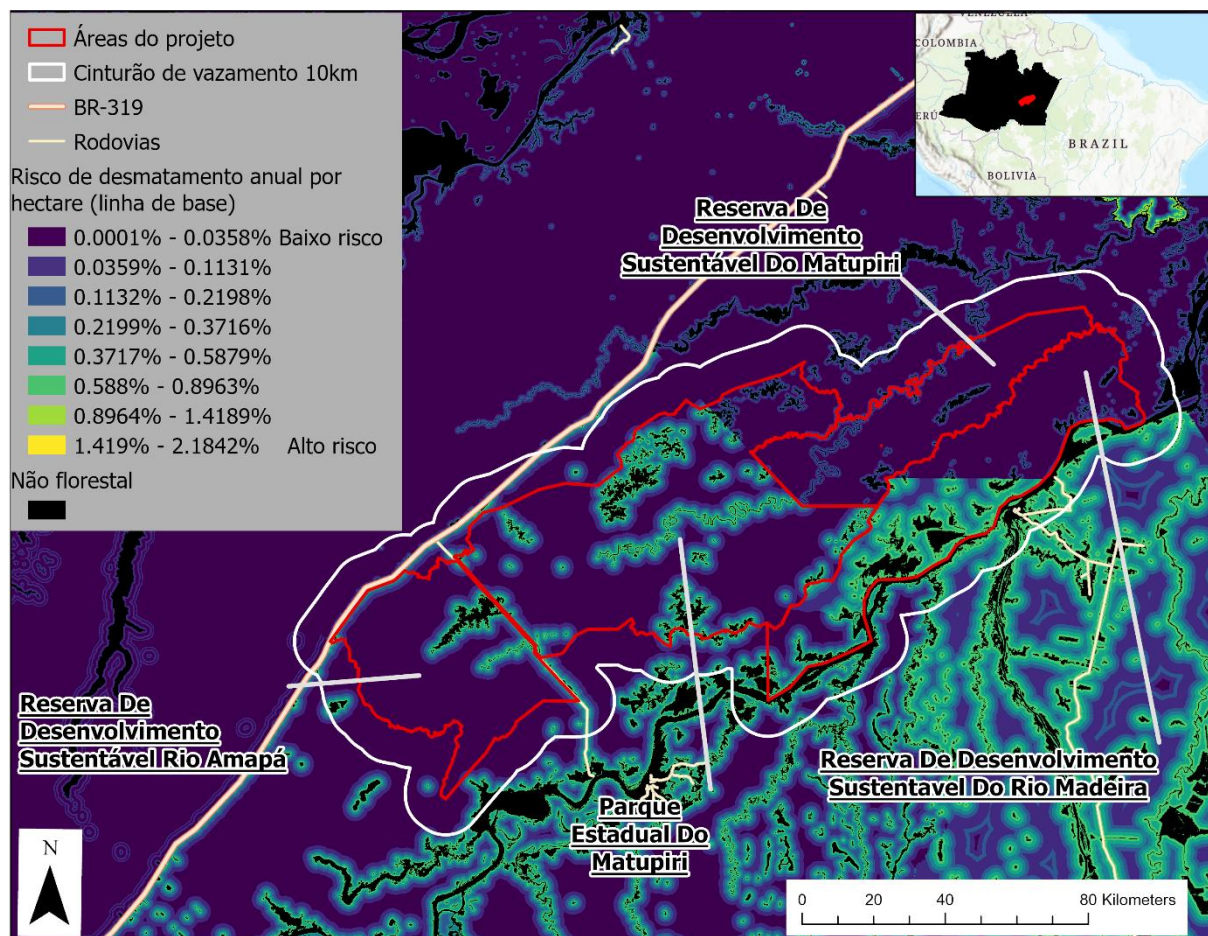 Áreas do projeto
Cinturão de vazamento 10km
BR-319
Rodovias
Risco de desmatamento anual por
hectare (linha de base)
0.0001% - 0.0358% Baixo risco
0.0359% - 0.1131%
0.1132% - 0.2198%
0.2199% - 0.3716%
0.3717% - 0.5879%
0.588% - 0.8963%
0.8964% - 1.4189%
1.419% - 2.1842% Alto risco
Não florestal
VENEZUELA
COLOMBIA
PERÚ
BRAZIL
BOLIVIA
Reserva De
Desenvolvimento
Sustentável Do Matupiri
Reserva De
Desenvolvimento
Sustentável Rio Amapá
Parque
Estadual Do
Matupiri
Reserva De Desenvolvimento
Sustentavel Do Rio Madeira
N
0 20 40 80 Kilometers